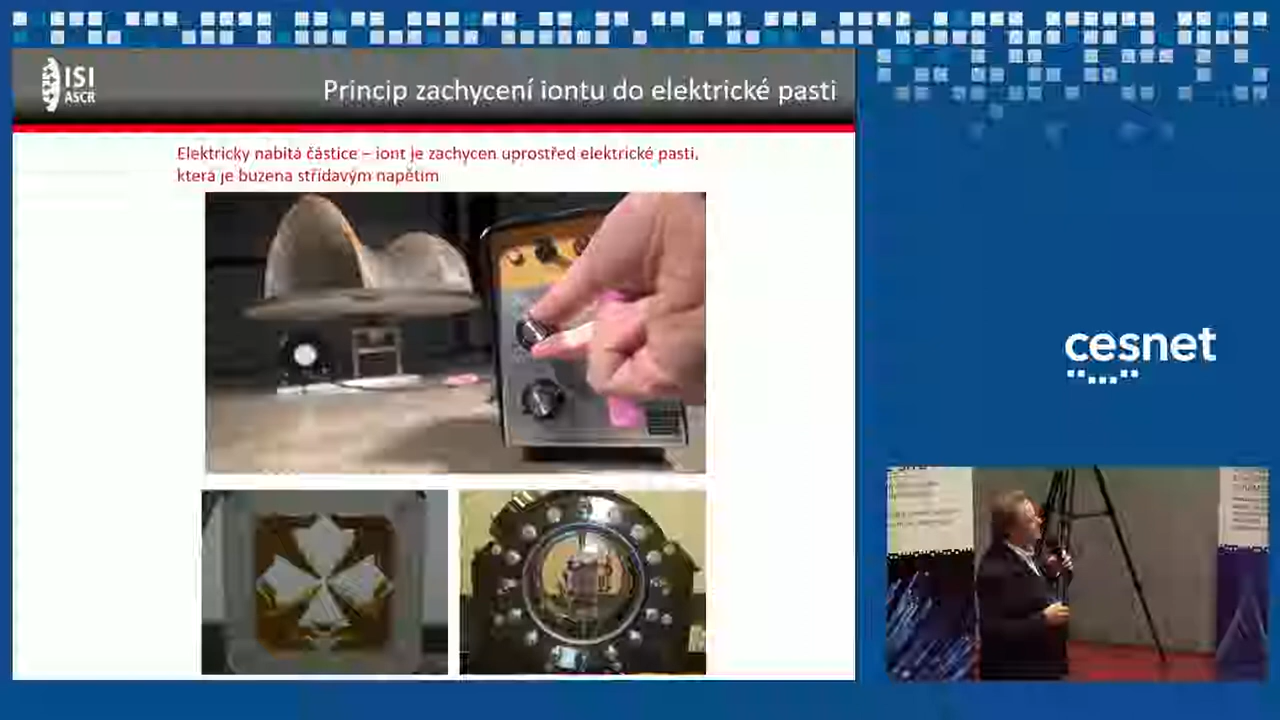 ISI
ASCR
Princip zachycení iontu do elektrické pasti
Elektricky nabitá částice – iont je zachycen uprostřed elektrické pasti,
která je buzena střídavým napětím
cesnet